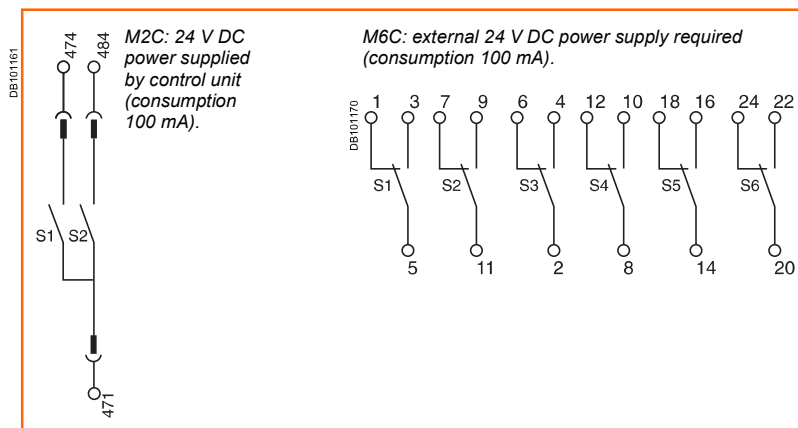 DB101161
474 484
M2C: 24 V DC
power supplied
by control unit
(consumption
100 mA).
S1 S2
471
M6C: external 24 V DC power supply required
(consumption 100 mA).
DB101170
1 3 7 9 6 4 12 10 18 16 24 22
S1 S2 S3 S4 S5 S6
5 11 2 8 14 20